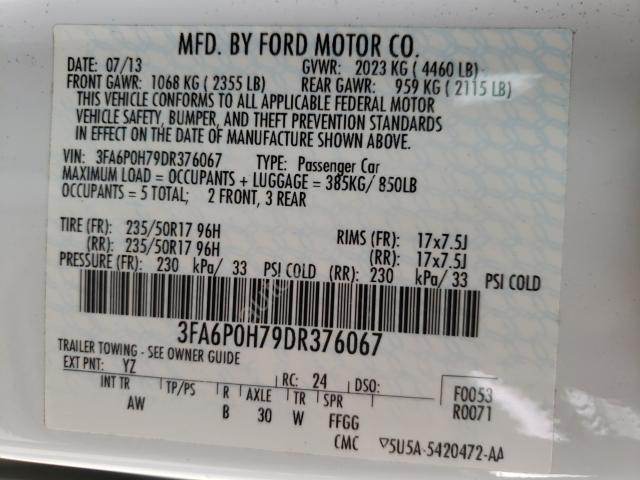 MFD. BY FORD MOTOR CO.
DATE: 07/13 GVWR: 2023 KG ( 4460 LB)
FRONT GAWR: 1068 KG ( 2355 LB) REAR GAWR: 959 KG ( 2115 LB)
THIS VEHICLE CONFORMS TO ALL APPLICABLE FEDERAL MOTOR
VEHICLE SAFETY, BUMPER, AND THEFT PREVENTION STANDARDS
IN EFFECT ON THE DATE OF MANUFACTURE SHOWN ABOVE.
VIN: 3FA6P0H79DR376067 TYPE: Passenger Car
MAXIMUM LOAD = OCCUPANTS + LUGGAGE = 385KG/ 850LB
OCCUPANTS = 5 TOTAL; 2 FRONT, 3 REAR
TIRE (FR): 235/50R17 96H RIMS (FR): 17x7.5J
(RR): 235/50R17 96H (RR): 17x7.5J
PRESSURE (FR): 230 kPa/ 33 PSI COLD (RR): 230 kPa/ 33 PSI COLD
3FA6P0H79DR376067
TRAILER TOWING - SEE OWNER GUIDE
EXT PNT: YZ RC: 24 DSO: F0053
INT TR TP/PS R AXLE TR SPR R0071
AW B 30 W FFGG
CMC 5U5A-5420472-AA